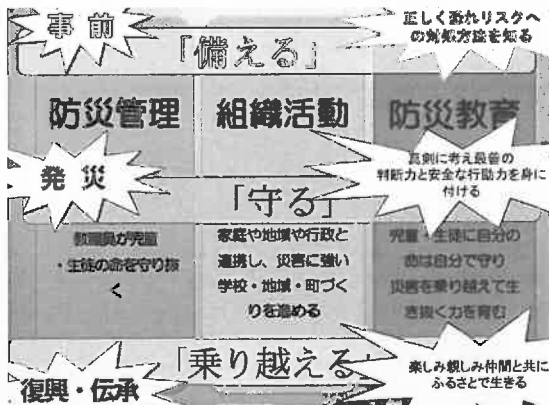 事前
正しく恐れリスクへ
の対処方法を知る
「備える」
防災管理
組織活動
防災教育
発災
真剣に考え最善の
判断力と安全な行動力を身に
付ける
「守る」
教職員が児童
・生徒の命を守り抜
く
家庭や地域や行政と
連携し、災害に強い
学校・地域・町づく
りを進める
児童・生徒に自分の
命は自分で守り
災害を乗り越えて生
き抜く力を育む
「乗り越える」
復興・伝承
楽しみ親しみ仲間と共に
ふるさとで生きる